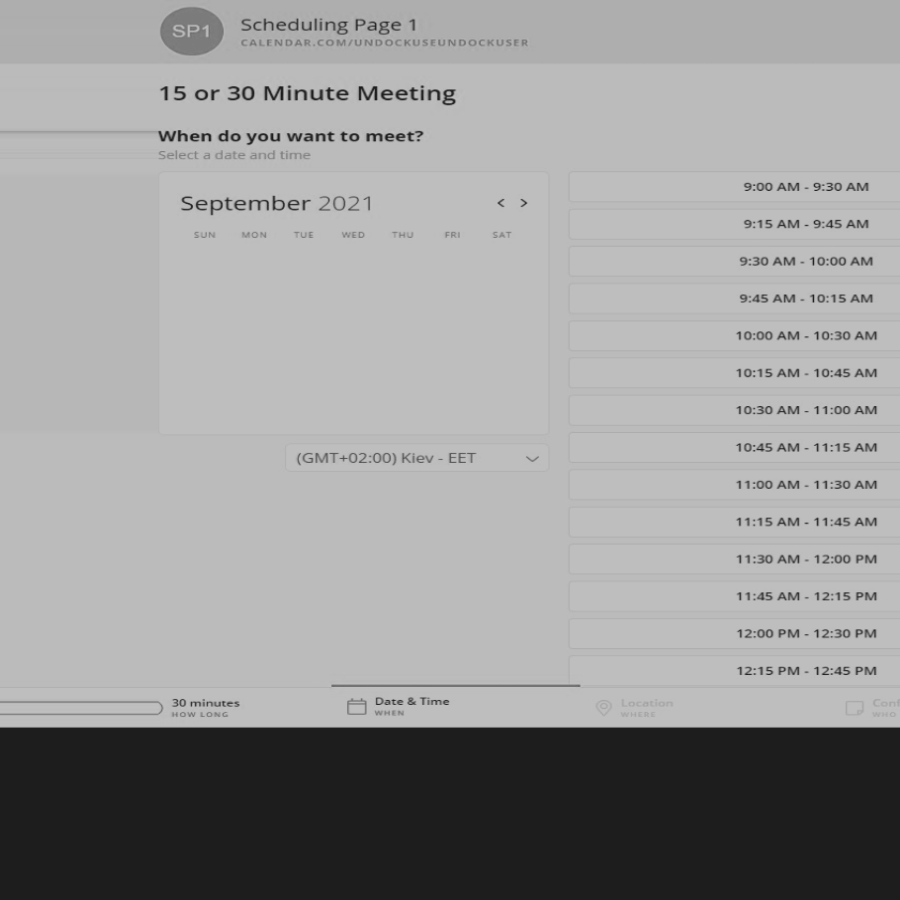 SP1
Scheduling Page 1
CALENDAR.COM/UNDOCKUSEUNDOCKUSER
15 or 30 Minute Meeting
When do you want to meet?
Select a date and time
September 2021 < >
SUN MON TUE WED THU FRI SAT
(GMT+02:00) Kiev - EET
9:00 AM - 9:30 AM
9:15 AM - 9:45 AM
9:30 AM - 10:00 AM
9:45 AM - 10:15 AM
10:00 AM - 10:30 AM
10:15 AM - 10:45 AM
10:30 AM - 11:00 AM
10:45 AM - 11:15 AM
11:00 AM - 11:30 AM
11:15 AM - 11:45 AM
11:30 AM - 12:00 PM
11:45 AM - 12:15 PM
12:00 PM - 12:30 PM
12:15 PM - 12:45 PM
30 minutes
HOW LONG
Date & Time
WHEN
Location
WHERE
Conf
WHO